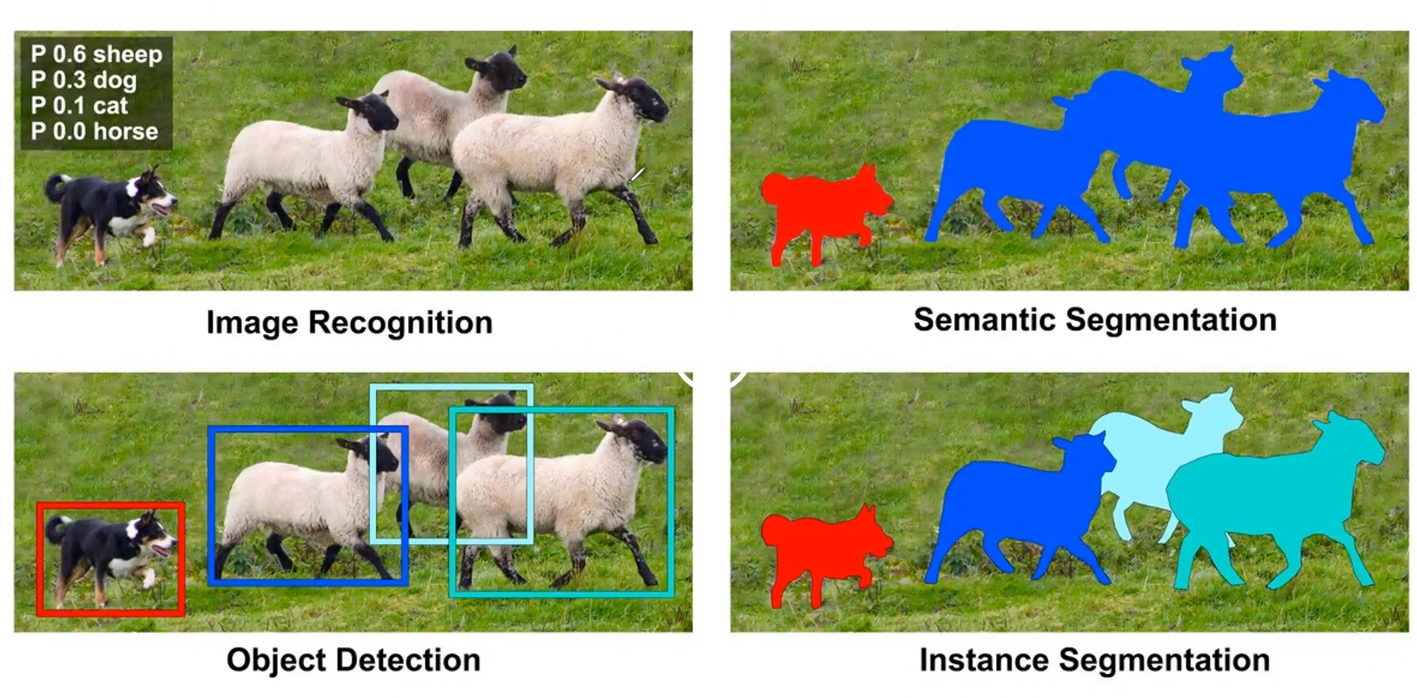 P 0.6 sheep
P 0.3 dog
P 0.1 cat
P 0.0 horse
Image Recognition
Semantic Segmentation
Object Detection
Instance Segmentation